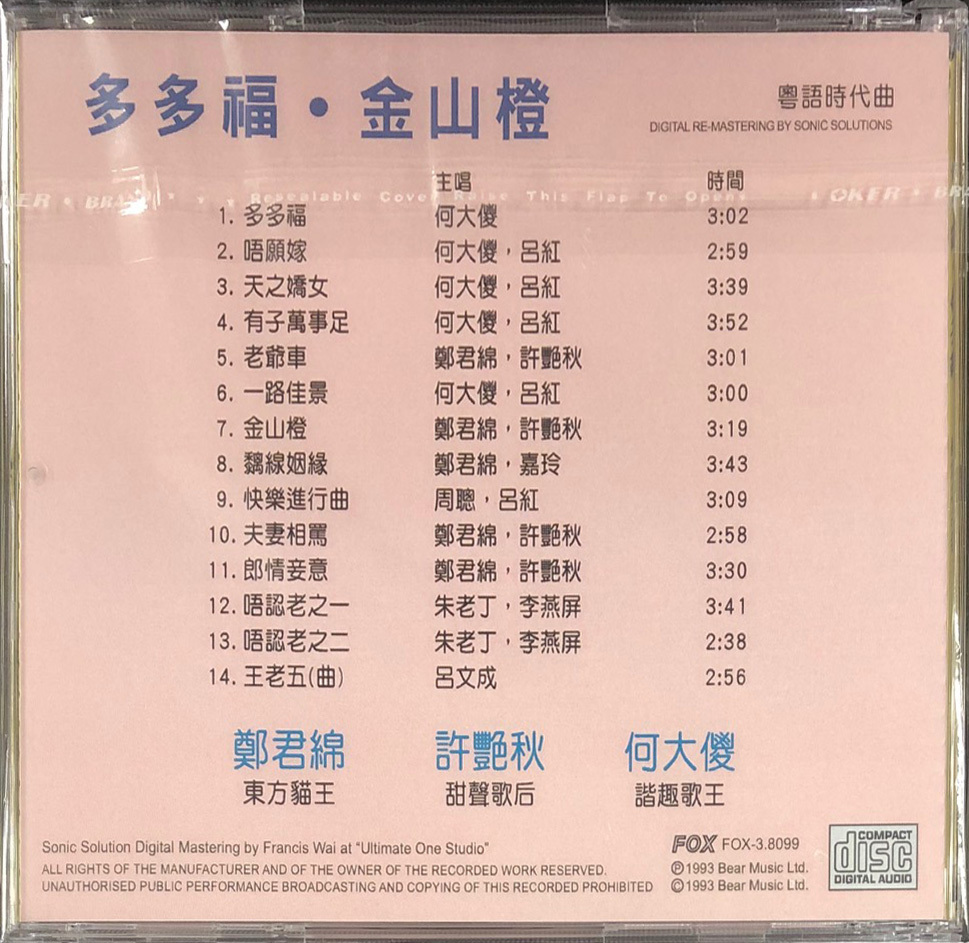 多多福·金山橙
粵語時代曲
DIGITAL RE-MASTERING BY SONIC SOLUTIONS
主唱 時間
Resealable Cover Raise This Flap To Open
1. 多多福 何大傻 3:02
2. 唔願嫁 何大傻，呂紅 2:59
3. 天之嬌女 何大傻，呂紅 3:39
4. 有子萬事足 何大傻，呂紅 3:52
5. 老爺車 鄭君綿，許艷秋 3:01
6. 一路佳景 何大傻，呂紅 3:00
7. 金山橙 鄭君綿，許艷秋 3:19
8. 黐線姻緣 鄭君綿，嘉玲 3:43
9. 快樂進行曲 周聰，呂紅 3:09
10. 夫妻相罵 鄭君綿，許艷秋 2:58
11. 郎情妾意 鄭君綿，許艷秋 3:30
12. 唔認老之一 朱老丁，李燕屏 3:41
13. 唔認老之二 朱老丁，李燕屏 2:38
14. 王老五(曲) 呂文成 2:56
鄭君綿 許艷秋 何大傻
東方貓王 甜聲歌后 諧趣歌王
Sonic Solution Digital Mastering by Francis Wai at "Ultimate One Studio"
ALL RIGHTS OF THE MANUFACTURER AND OF THE OWNER OF THE RECORDED WORK RESERVED.
UNAUTHORISED PUBLIC PERFORMANCE BROADCASTING AND COPYING OF THIS RECORDED PROHIBITED
FOX FOX-3.8099
Ⓟ1993 Bear Music Ltd.
©1993 Bear Music Ltd.
COMPACT
disc
DIGITAL AUDIO